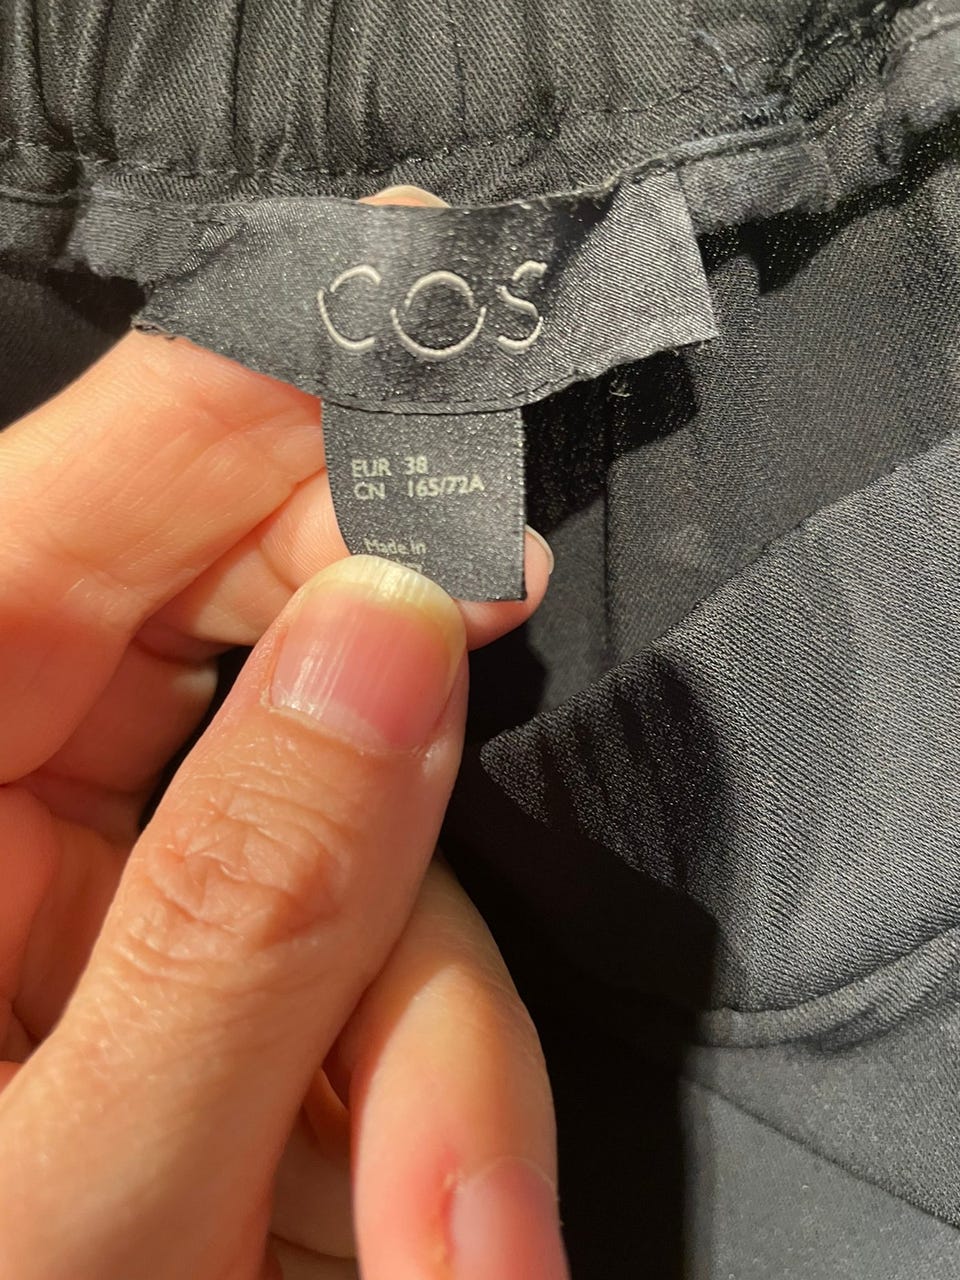 COS
EUR 38
CN 165/72A
Made in